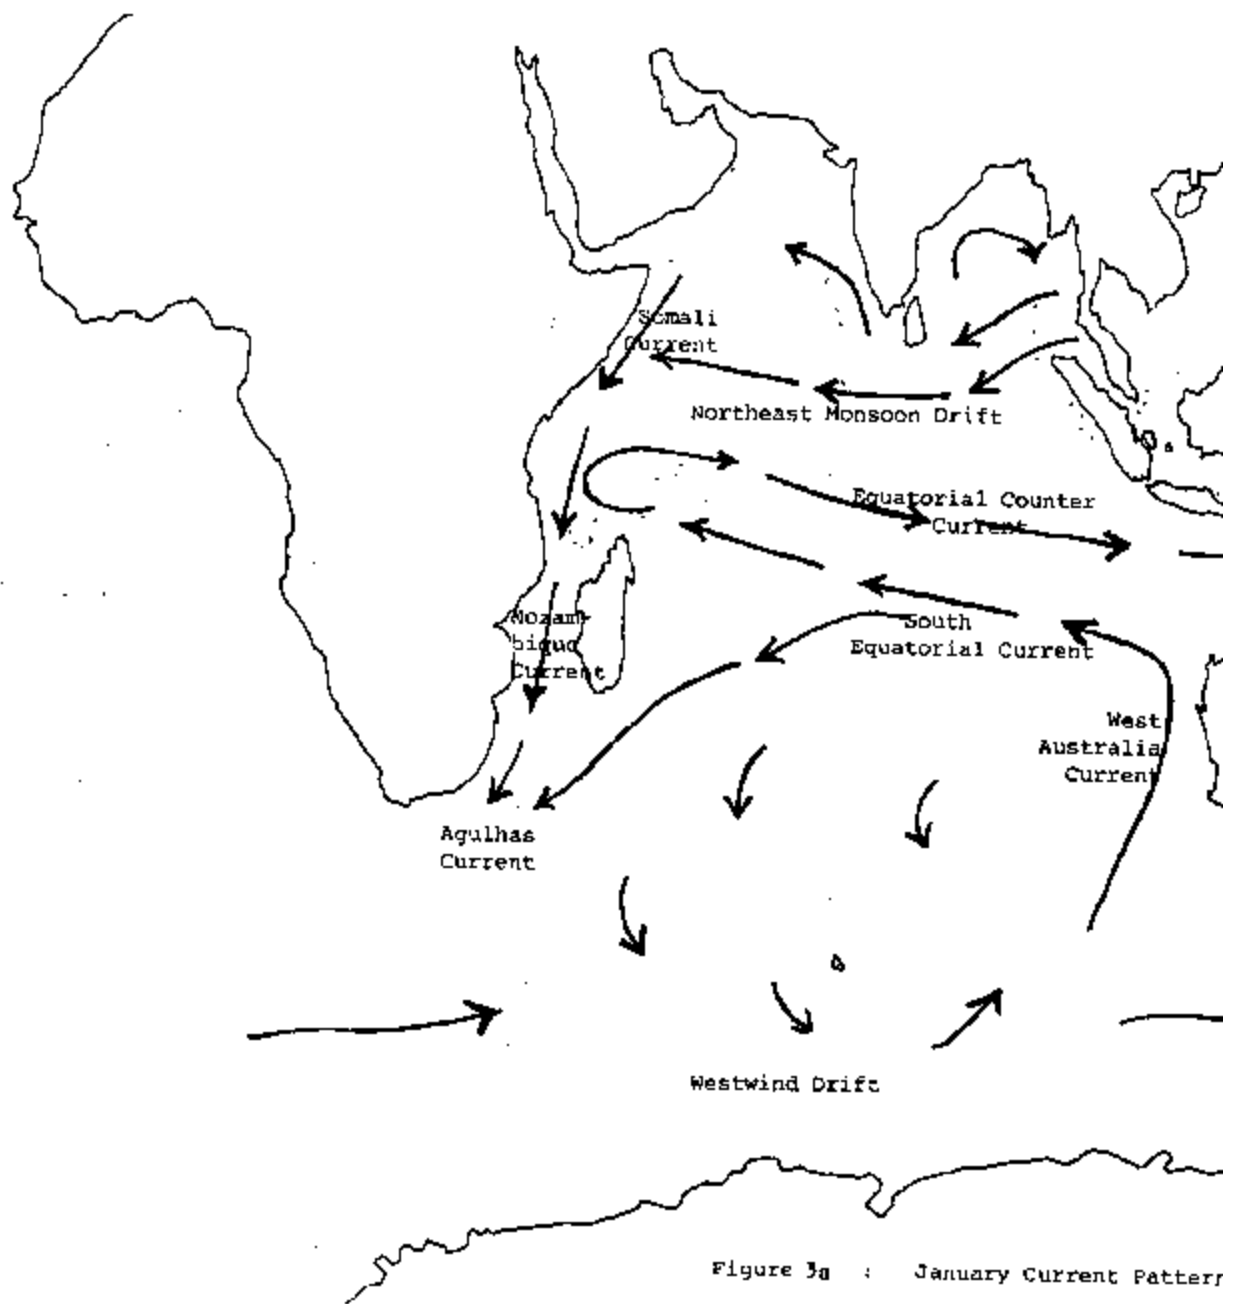 Somali
Current
Northeast Monsoon Drift
Equatorial Counter
Current
Mozam-
bique
Current
South
Equatorial Current
West
Australia
Current
Agulhas
Current
Westwind Drift
Figure 3a : January Current Pattern